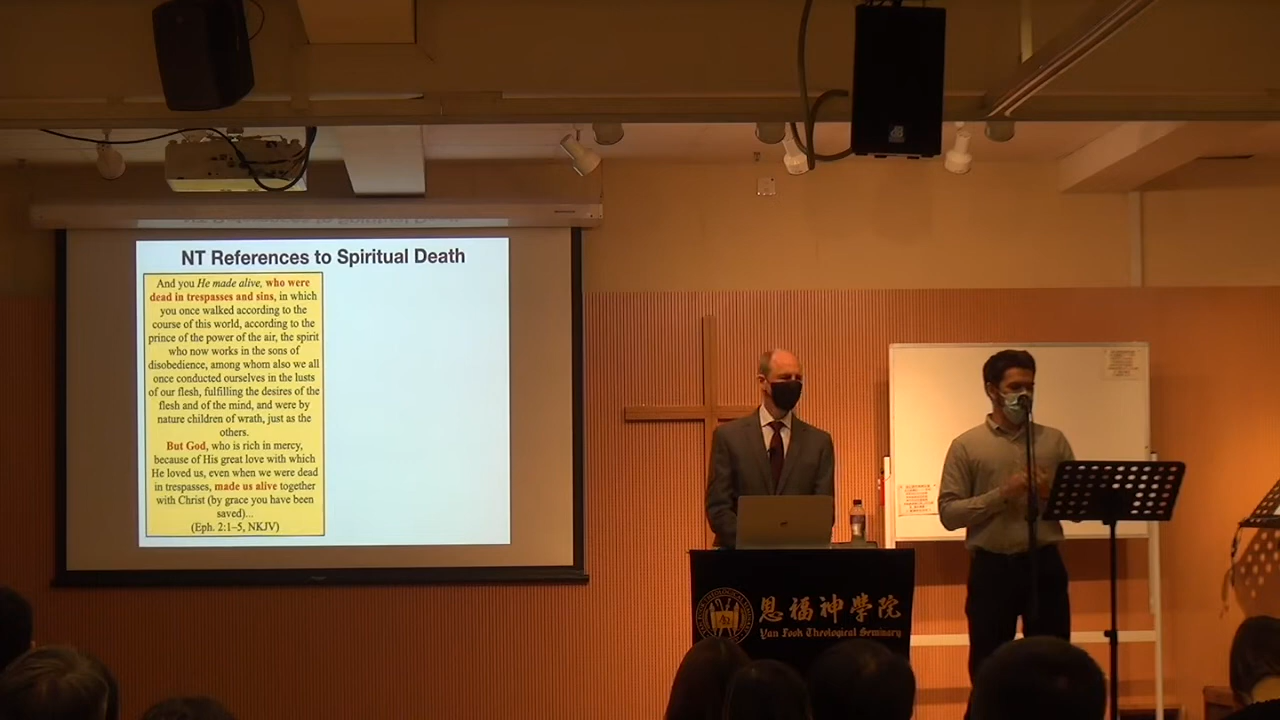 NT References to Spiritual Death
And you He made alive, who were
dead in trespasses and sins, in which
you once walked according to the
course of this world, according to the
prince of the power of the air, the spirit
who now works in the sons of
disobedience, among whom also we all
once conducted ourselves in the lusts
of our flesh, fulfilling the desires of the
flesh and of the mind, and were by
nature children of wrath, just as the
others.
But God, who is rich in mercy,
because of His great love with which
He loved us, even when we were dead
in trespasses, made us alive together
with Christ (by grace you have been
saved)...
(Eph. 2:1–5, NKJV)
恩福神學院
Yan Fook Theological Seminary